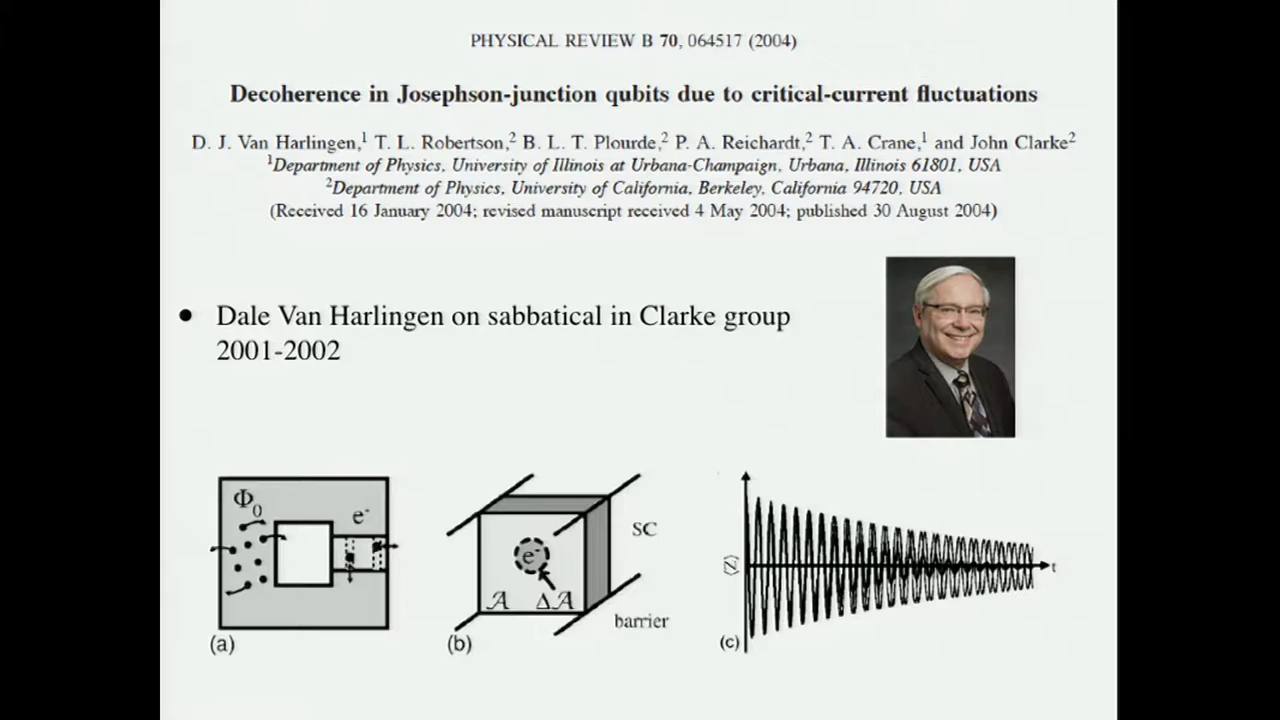 PHYSICAL REVIEW B 70, 064517 (2004)
Decoherence in Josephson-junction qubits due to critical-current fluctuations
D. J. Van Harlingen,¹ T. L. Robertson,² B. L. T. Plourde,² P. A. Reichardt,² T. A. Crane,¹ and John Clarke²
¹Department of Physics, University of Illinois at Urbana-Champaign, Urbana, Illinois 61801, USA
²Department of Physics, University of California, Berkeley, California 94720, USA
(Received 16 January 2004; revised manuscript received 4 May 2004; published 30 August 2004)
• Dale Van Harlingen on sabbatical in Clarke group
2001-2002
Φ₀
e⁻
(a)
SC
e⁻
A ΔA
barrier
(b)
⟨Z⟩
t
(c)